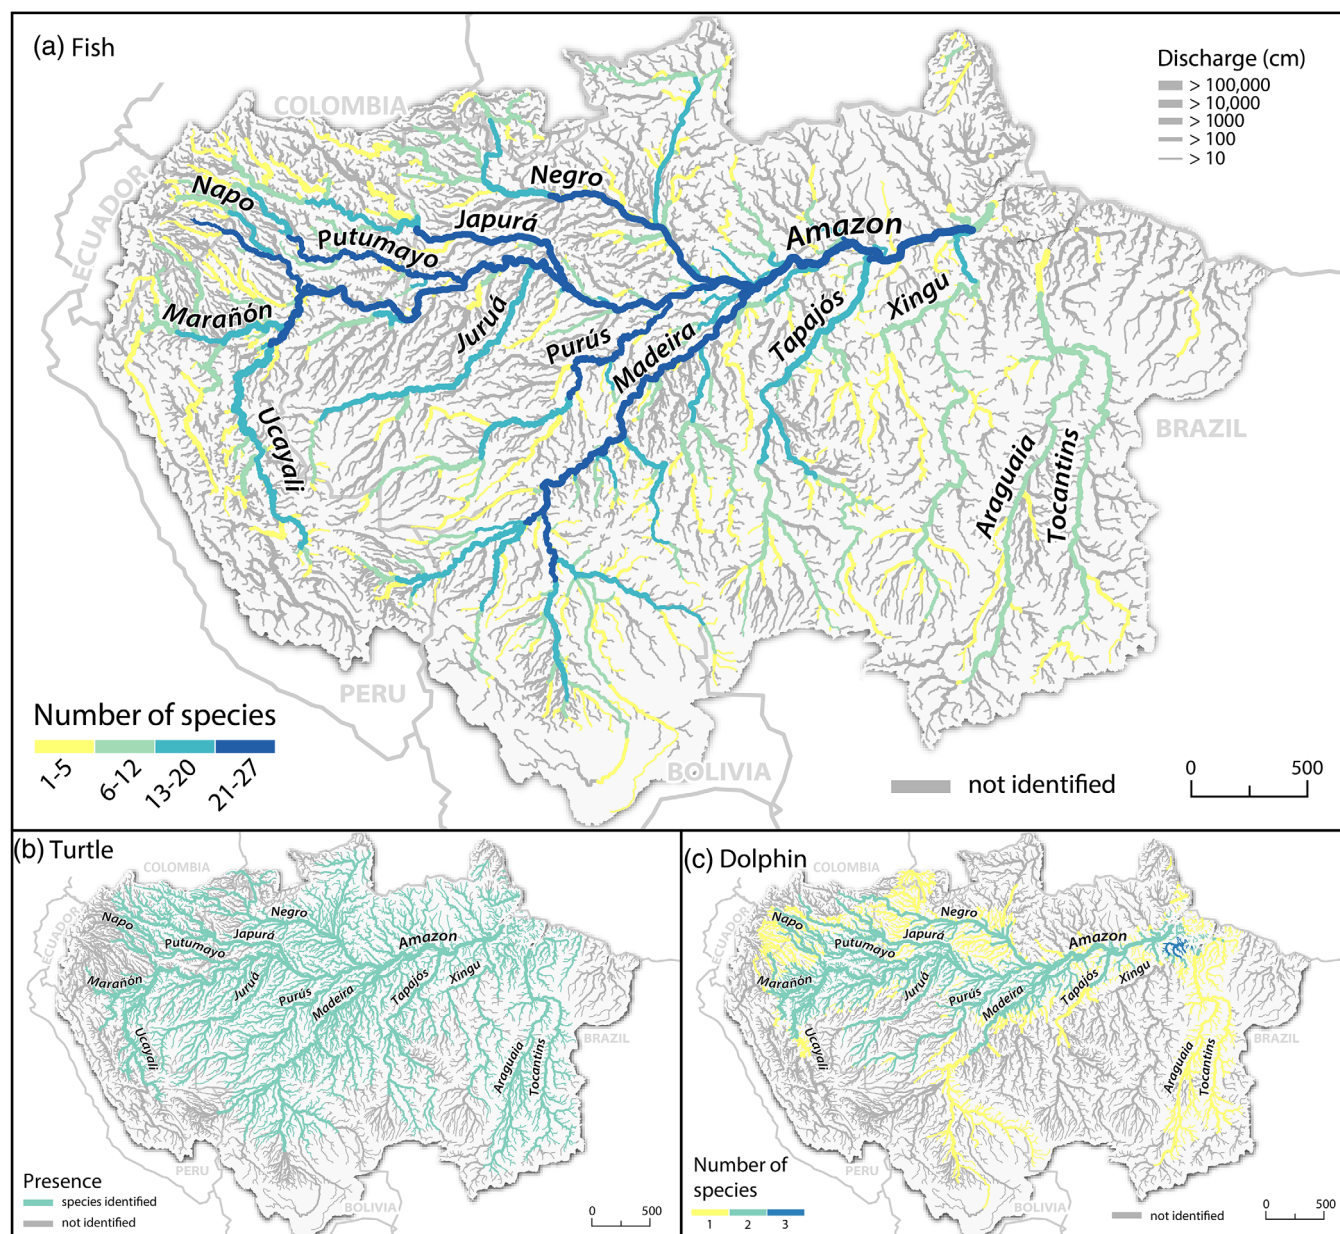 (a) Fish
Discharge (cm)
> 100,000
> 10,000
> 1000
> 100
> 10
COLOMBIA
ECUADOR
PERU
BOLIVIA
BRAZIL
Napo
Putumayo
Japurá
Negro
Amazon
Marañón
Juruá
Purús
Madeira
Tapajós
Xingu
Ucayali
Araguaia
Tocantins
Number of species
1-5
6-12
13-20
21-27
not identified
0 500
(b) Turtle
COLOMBIA
ECUADOR
PERU
BOLIVIA
BRAZIL
Napo
Putumayo
Japurá
Negro
Amazon
Marañón
Juruá
Purús
Madeira
Tapajós
Xingu
Ucayali
Araguaia
Tocantins
Presence
species identified
not identified
0 500
(c) Dolphin
COLOMBIA
ECUADOR
PERU
BOLIVIA
BRAZIL
Napo
Putumayo
Japurá
Negro
Amazon
Marañón
Juruá
Purús
Madeira
Tapajós
Xingu
Ucayali
Araguaia
Tocantins
Number of
species
1 2 3
not identified
0 500